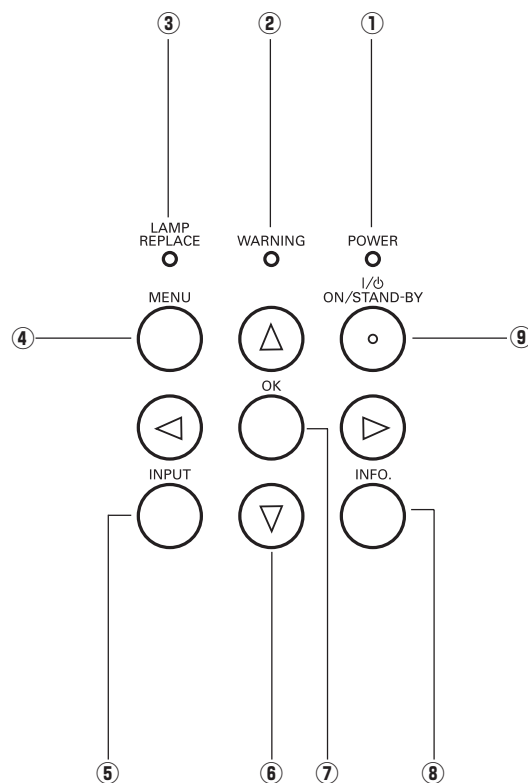 ③ ② ①
LAMP
REPLACE WARNING POWER
I/⏻
MENU ON/STAND-BY
④ ⑨
OK
INPUT INFO.
⑤ ⑥ ⑦ ⑧